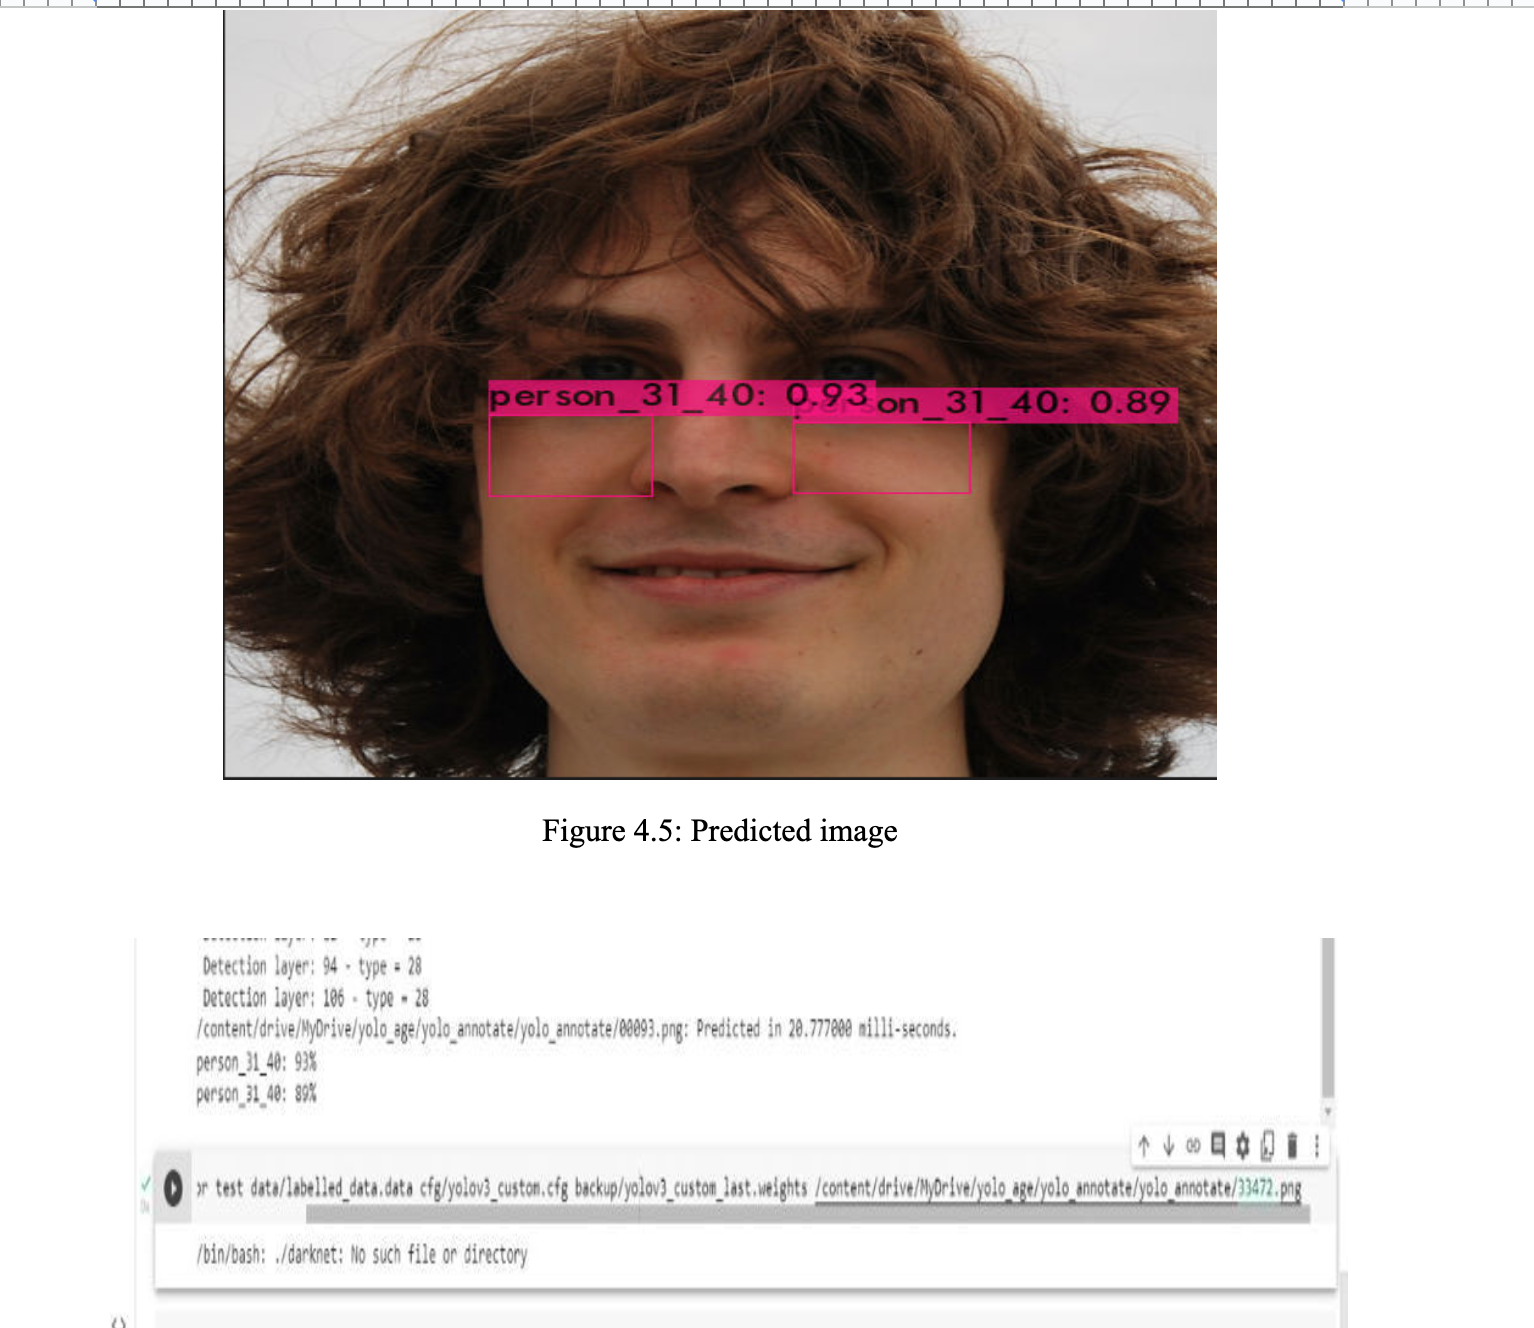 person_31_40: 0.93
on_31_40: 0.89
Figure 4.5: Predicted image
Detection layer: 94 - type = 28
Detection layer: 106 - type = 28
/content/drive/MyDrive/yolo_age/yolo_annotate/yolo_annotate/00093.png: Predicted in 20.777000 milli-seconds.
person_31_40: 93%
person_31_40: 89%
or test data/labelled_data.data cfg/yolov3_custom.cfg backup/yolov3_custom_last.weights /content/drive/MyDrive/yolo_age/yolo_annotate/yolo_annotate/33472.png
/bin/bash: ./darknet: No such file or directory